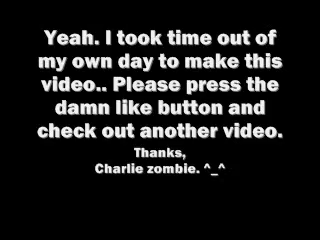 Yeah. I took time out of
my own day to make this
video.. Please press the
damn like button and
check out another video.
Thanks,
Charlie zombie. ^_^